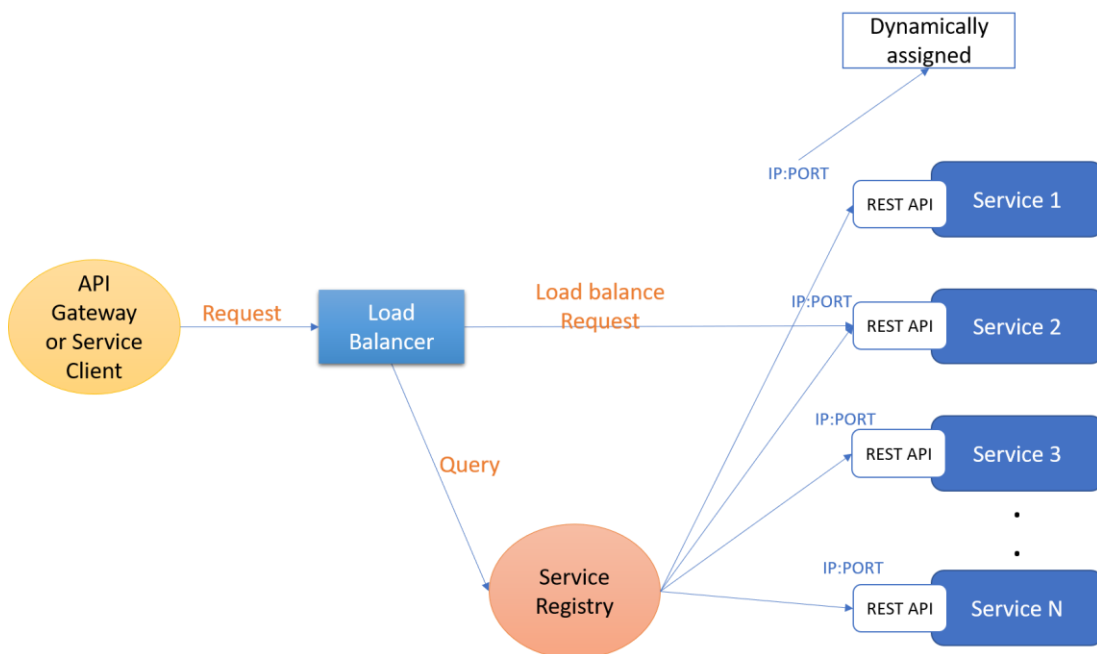 Dynamically
assigned
IP:PORT
REST API
Service 1
API
Gateway
or Service
Client
Request
Load
Balancer
Load balance
Request
IP:PORT
REST API
Service 2
IP:PORT
REST API
Service 3
Query
.
.
Service
Registry
IP:PORT
REST API
Service N